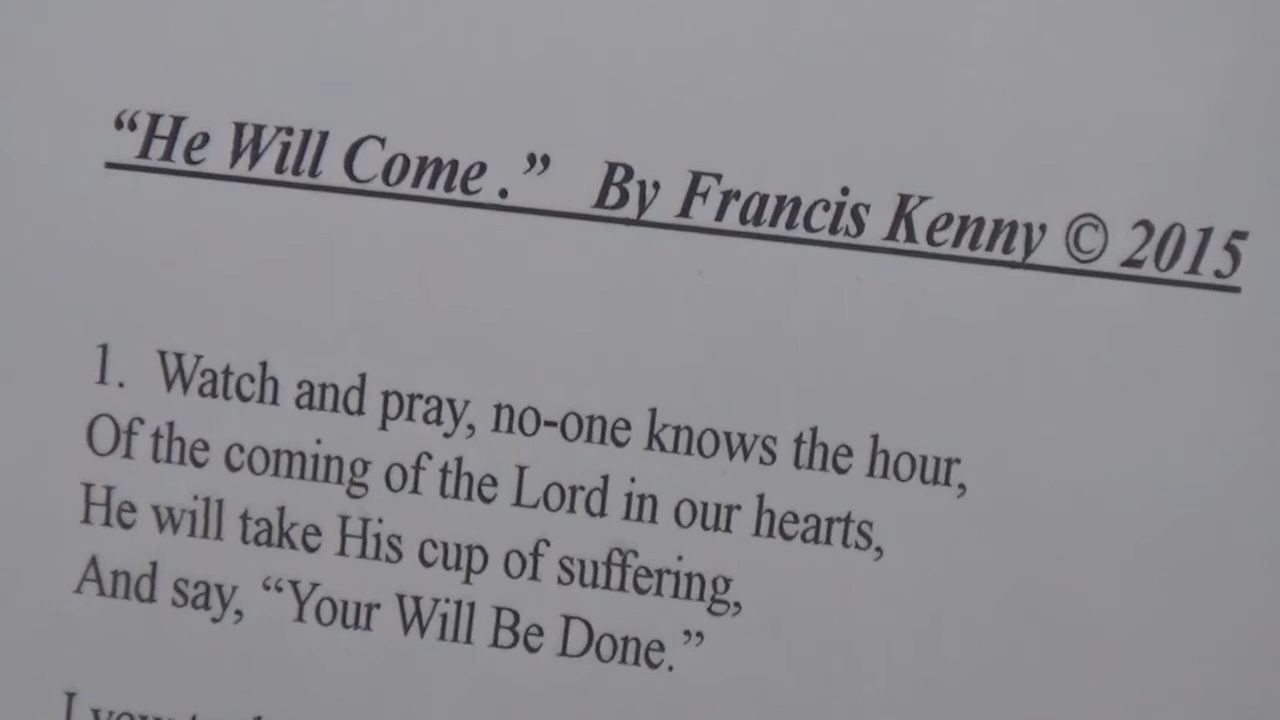 “He Will Come.” By Francis Kenny © 2015
1. Watch and pray, no-one knows the hour,
Of the coming of the Lord in our hearts,
He will take His cup of suffering,
And say, “Your Will Be Done.”